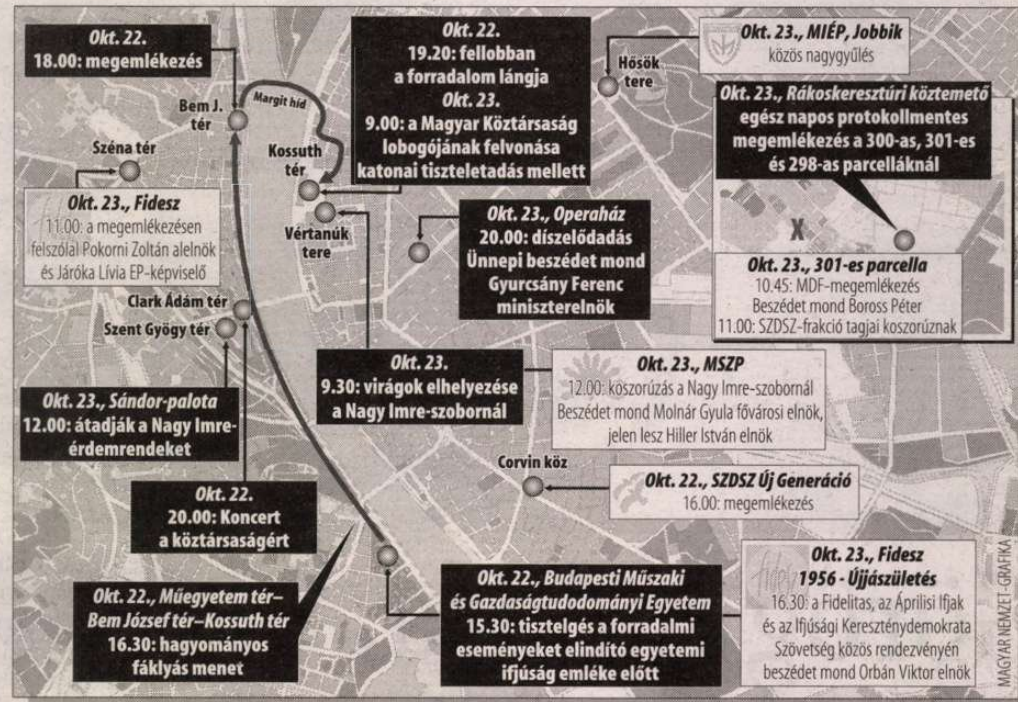 Okt. 22.
18.00: megemlékezés
Okt. 22.
19.20: fellobban
a forradalom lángja
Okt. 23.
9.00: a Magyar Köztársaság
lobogójának felvonása
katonai tiszteletadás mellett
Okt. 23., MIÉP, Jobbik
közös nagygyűlés
Hősök
tere
Okt. 23., Rákoskeresztúri köztemető
egész napos protokollmentes
megemlékezés a 300-as, 301-es
és 298-as parcelláknál
X
Okt. 23., 301-es parcella
10.45: MDF-megemlékezés
Beszédet mond Boross Péter
11.00: SZDSZ-frakció tagjai koszorúznak
Bem J.
tér
Margit híd
Széna tér
Kossuth
tér
Vértanúk
tere
Okt. 23., Fidesz
11.00: a megemlékezésen
felszólal Pokorni Zoltán alelnök
és Járóka Lívia EP-képviselő
Okt. 23., Operaház
20.00: díszelőadás
Ünnepi beszédet mond
Gyurcsány Ferenc
miniszterelnök
Clark Ádám tér
Szent György tér
Okt. 23., Sándor-palota
12.00: átadják a Nagy Imre-
érdemrendeket
Okt. 23.
9.30: virágok elhelyezése
a Nagy Imre-szobornál
Okt. 23., MSZP
12.00: koszorúzás a Nagy Imre-szobornál
Beszédet mond Molnár Gyula fővárosi elnök,
jelen lesz Hiller István elnök
Okt. 22.
20.00: Koncert
a köztársaságért
Corvin köz
Okt. 22., SZDSZ Új Generáció
16.00: megemlékezés
Okt. 22., Műegyetem tér–
Bem József tér–Kossuth tér
16.30: hagyományos
fáklyás menet
Okt. 22., Budapesti Műszaki
és Gazdaságtudományi Egyetem
15.30: tisztelgés a forradalmi
eseményeket elindító egyetemi
ifjúság emléke előtt
fidesz
Okt. 23., Fidesz
1956 - Újjászületés
16.30: a Fidelitas, az Áprilisi Ifjak
és az Ifjúsági Kereszténydemokrata
Szövetség közös rendezvényén
beszédet mond Orbán Viktor elnök
MAGYAR NEMZET-GRAFIKA